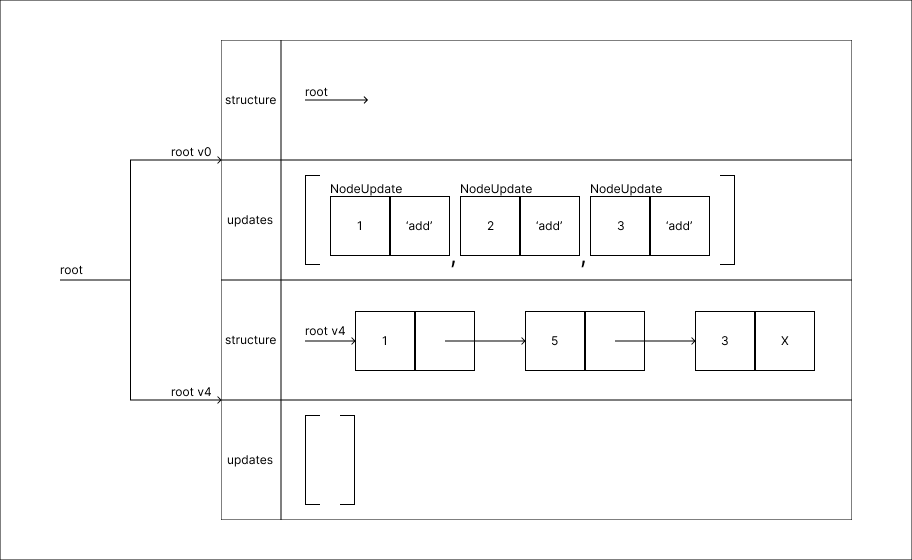 structure
root
root v0
updates
NodeUpdate NodeUpdate NodeUpdate
1 ‘add’ , 2 ‘add’ , 3 ‘add’
root
structure
root v4
1 5 3 X
root v4
updates